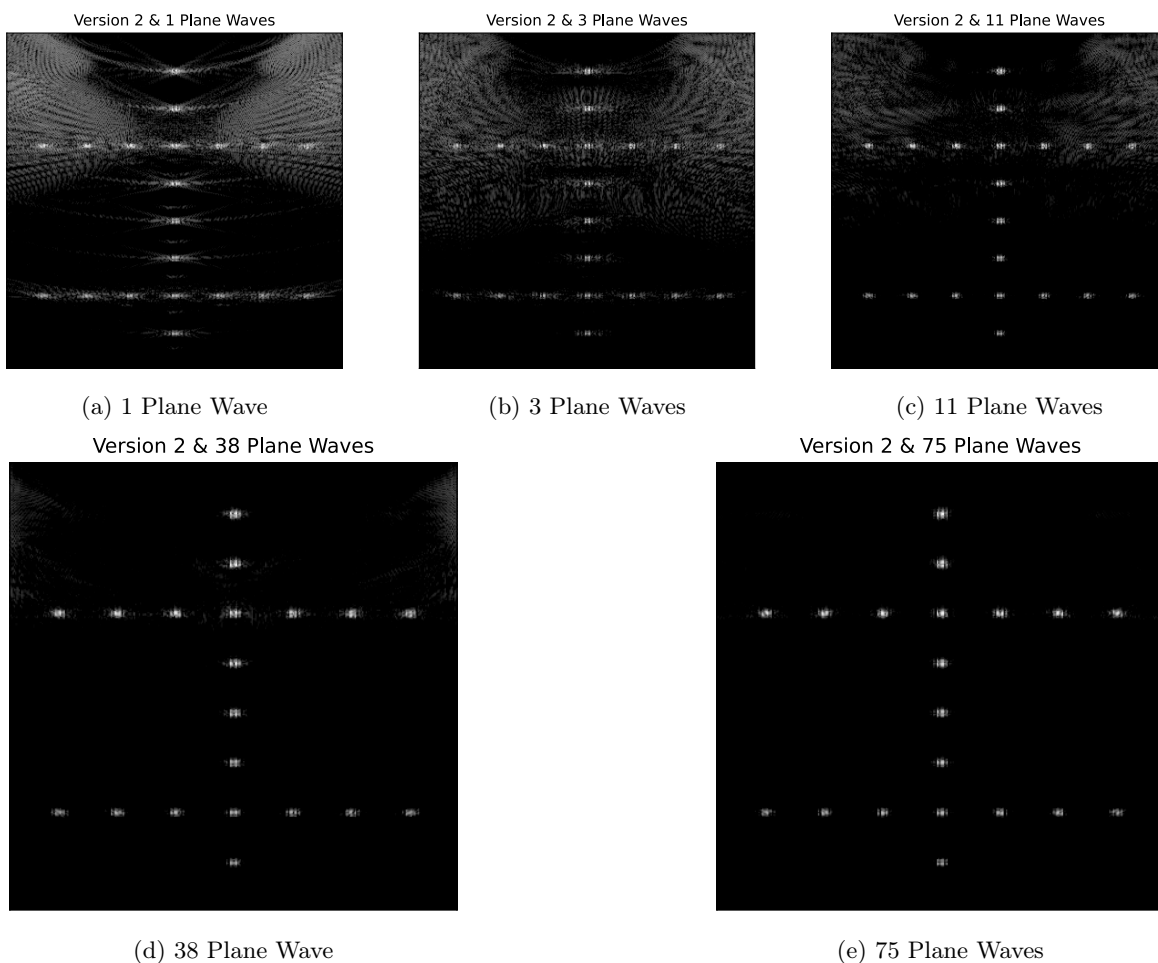 Version 2 & 1 Plane Waves
Version 2 & 3 Plane Waves
Version 2 & 11 Plane Waves
(a) 1 Plane Wave
(b) 3 Plane Waves
(c) 11 Plane Waves
Version 2 & 38 Plane Waves
Version 2 & 75 Plane Waves
(d) 38 Plane Wave
(e) 75 Plane Waves